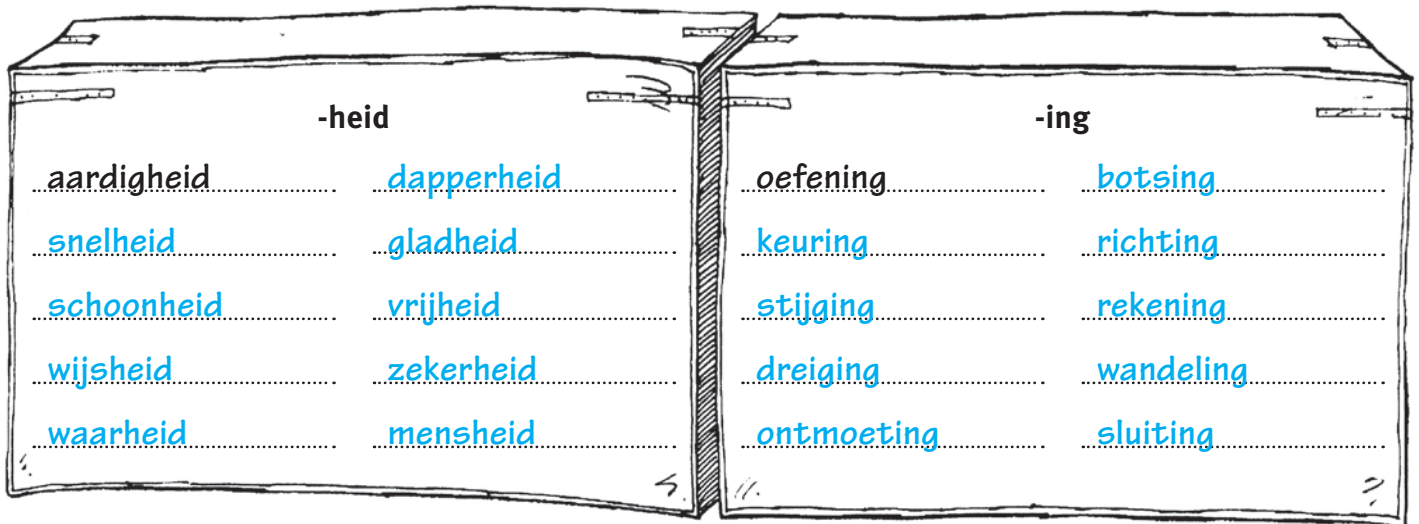 -heid
aardigheid dapperheid
snelheid gladheid
schoonheid vrijheid
wijsheid zekerheid
waarheid mensheid
-ing
oefening botsing
keuring richting
stijging rekening
dreiging wandeling
ontmoeting sluiting